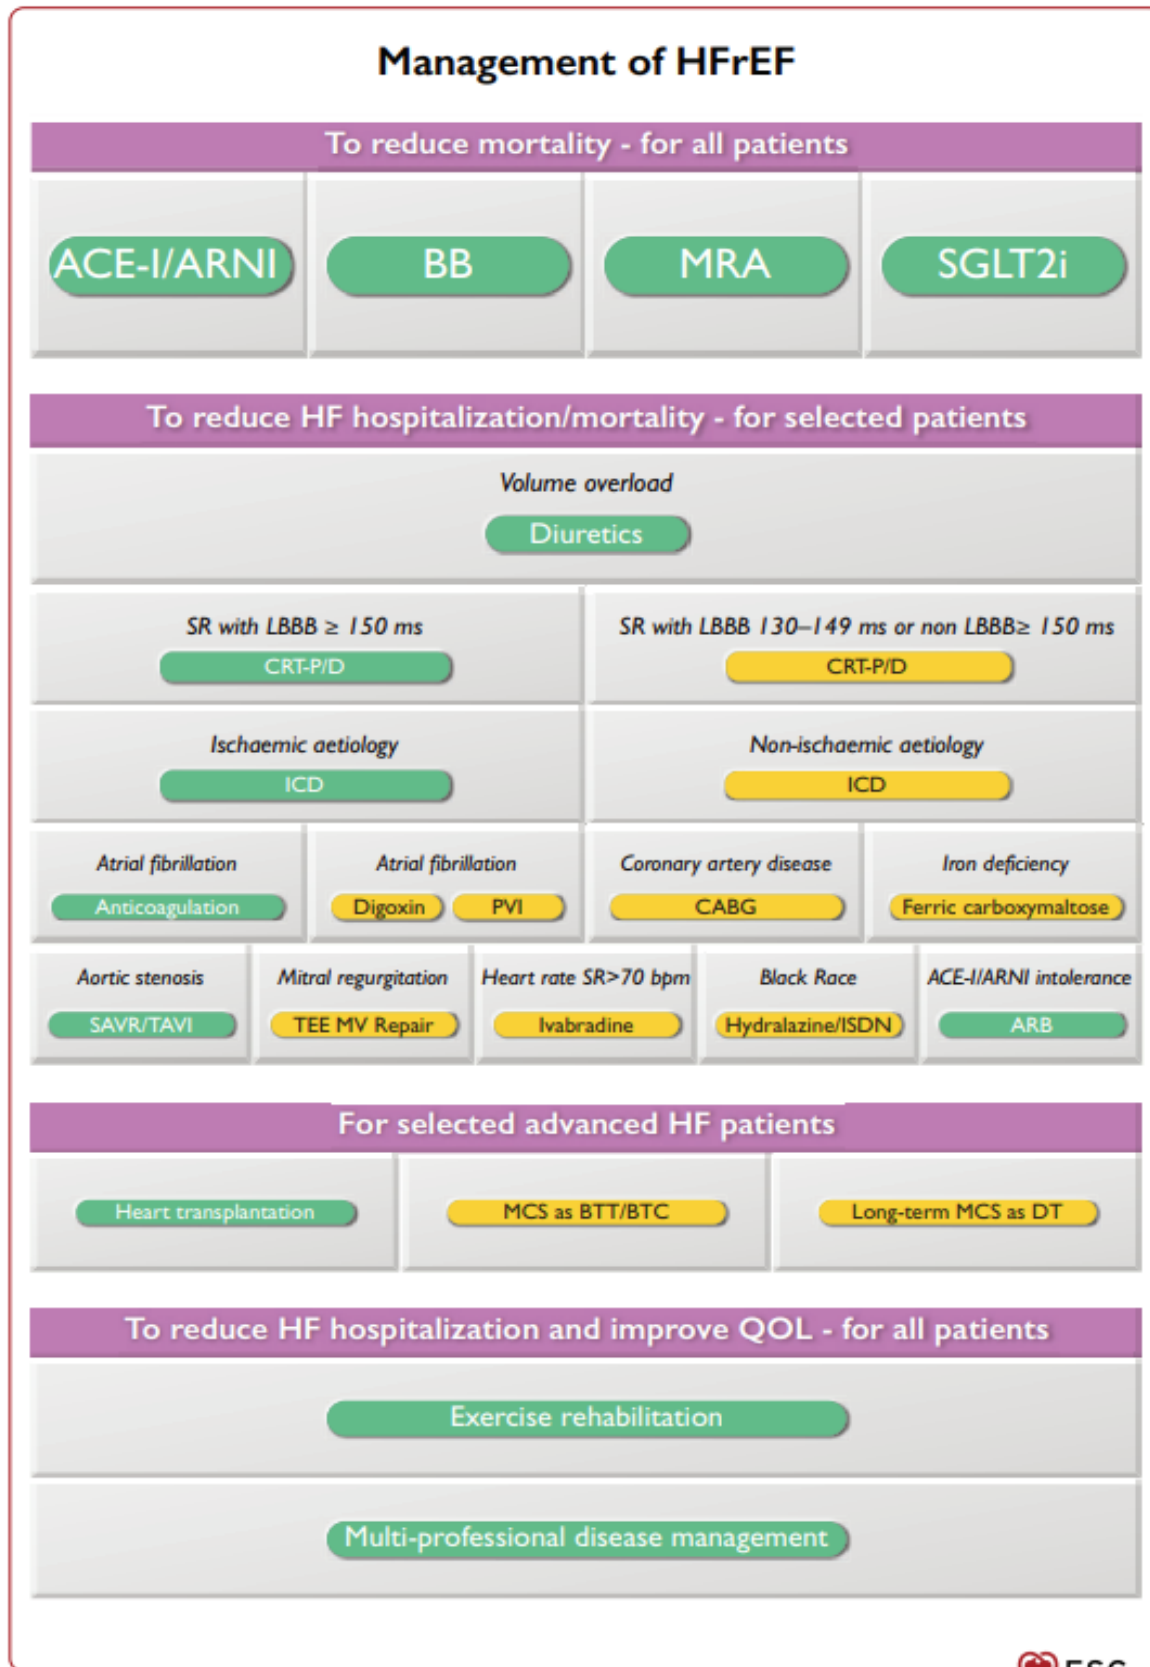 Management of HFrEF
To reduce mortality - for all patients
ACE-I/ARNI
BB
MRA
SGLT2i
To reduce HF hospitalization/mortality - for selected patients
Volume overload
Diuretics
SR with LBBB ≥ 150 ms
CRT-P/D
SR with LBBB 130–149 ms or non LBBB≥ 150 ms
CRT-P/D
Ischaemic aetiology
ICD
Non-ischaemic aetiology
ICD
Atrial fibrillation
Anticoagulation
Atrial fibrillation
Digoxin
PVI
Coronary artery disease
CABG
Iron deficiency
Ferric carboxymaltose
Aortic stenosis
SAVR/TAVI
Mitral regurgitation
TEE MV Repair
Heart rate SR>70 bpm
Ivabradine
Black Race
Hydralazine/ISDN
ACE-I/ARNI intolerance
ARB
For selected advanced HF patients
Heart transplantation
MCS as BTT/BTC
Long-term MCS as DT
To reduce HF hospitalization and improve QOL - for all patients
Exercise rehabilitation
Multi-professional disease management
ESC